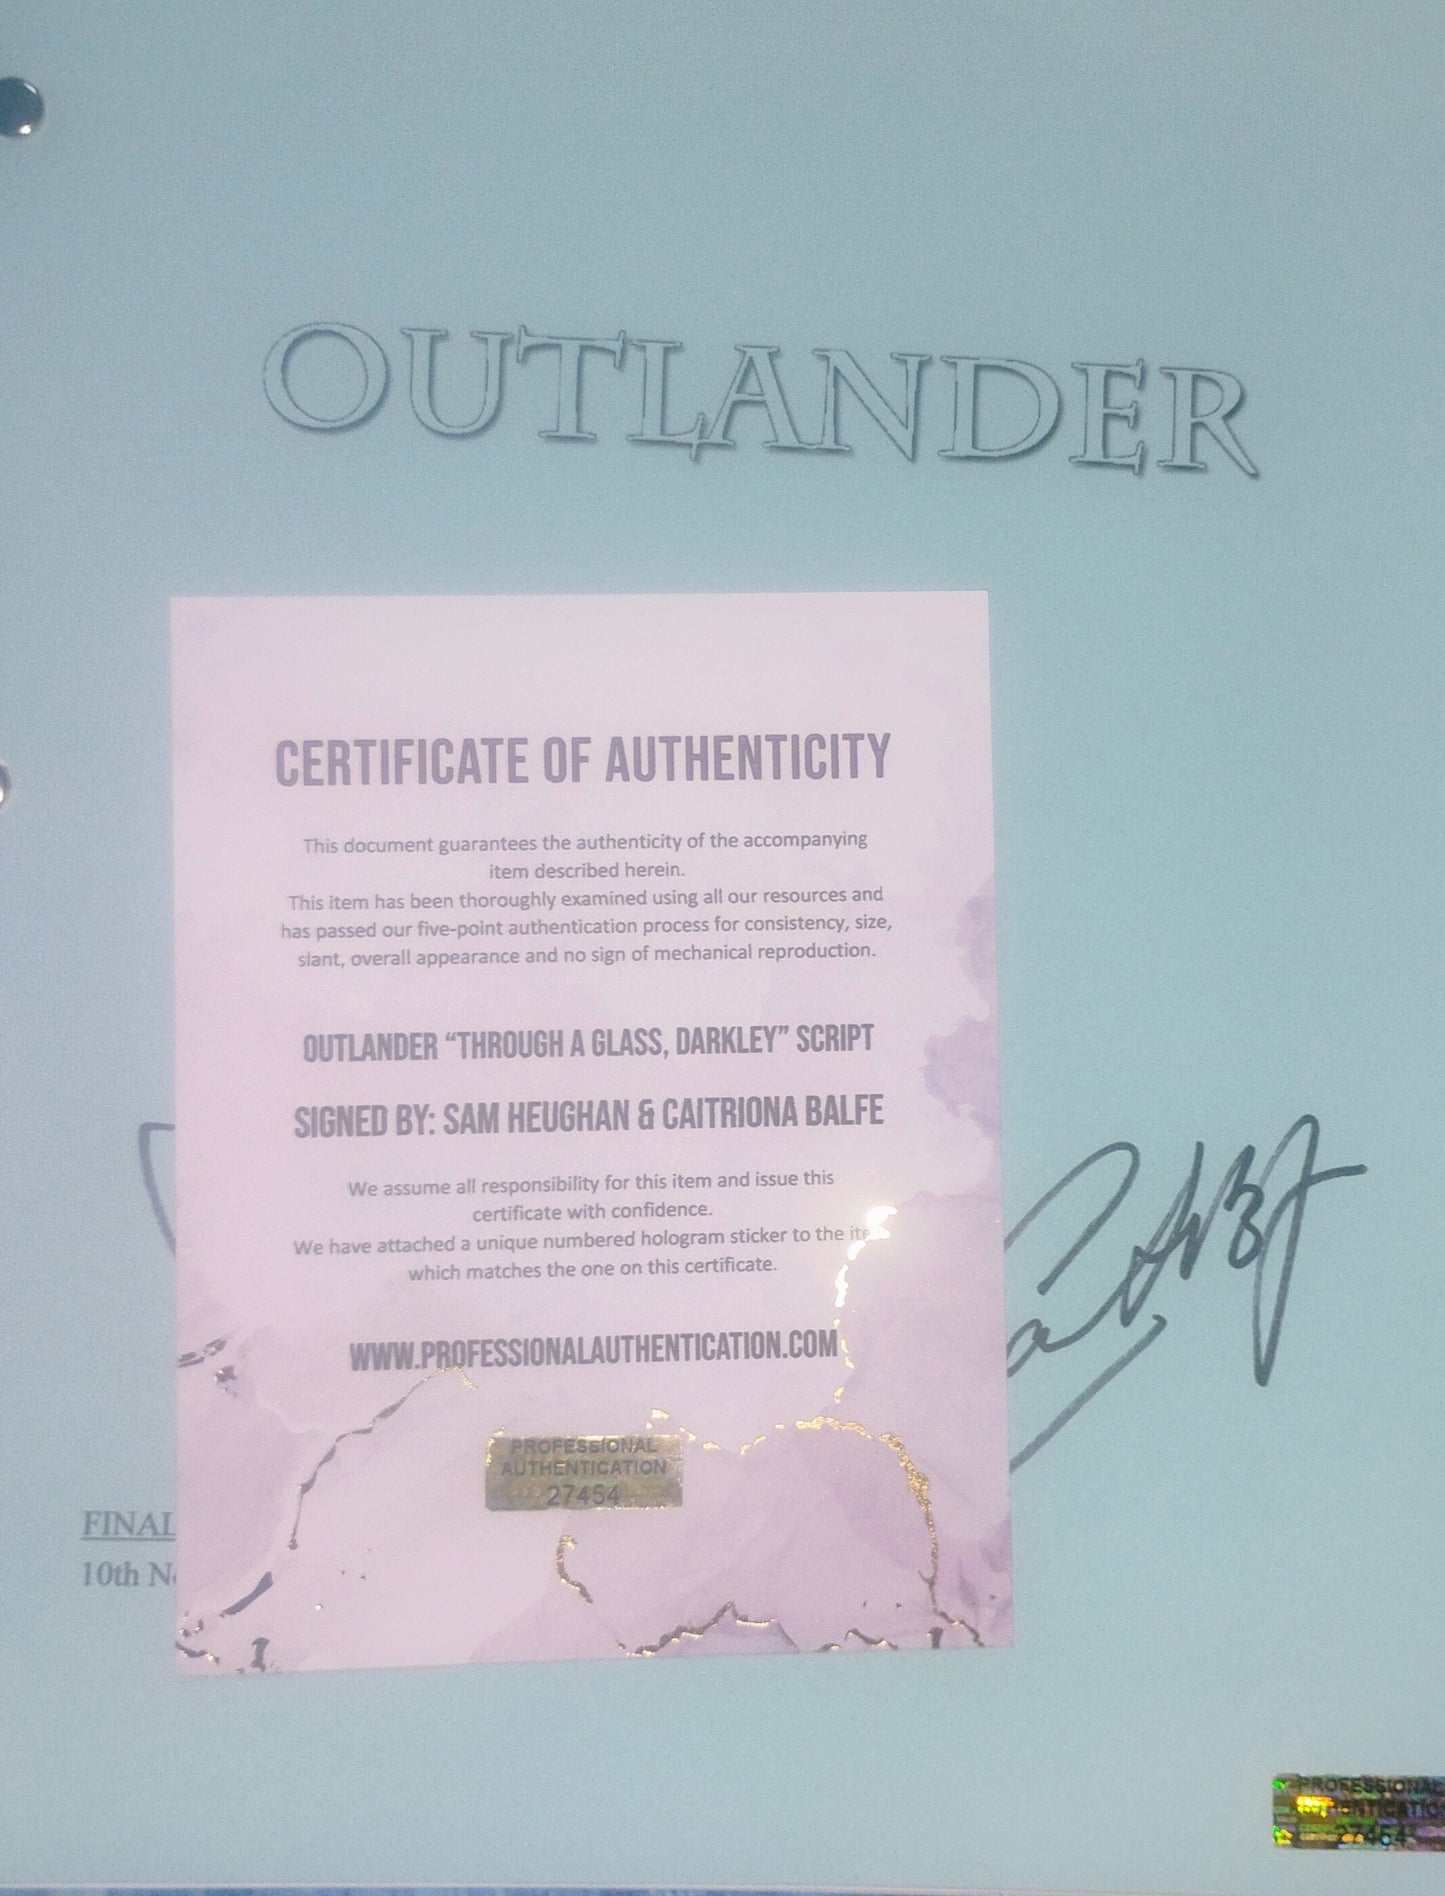 OUTLANDER
CERTIFICATE OF AUTHENTICITY
This document guarantees the authenticity of the accompanying
item described herein.
This item has been thoroughly examined using all our resources and
has passed our five-point authentication process for consistency, size,
slant, overall appearance and no sign of mechanical reproduction.
OUTLANDER “THROUGH A GLASS, DARKLEY” SCRIPT
SIGNED BY: SAM HEUGHAN & CAITRIONA BALFE
We assume all responsibility for this item and issue this
certificate with confidence.
We have attached a unique numbered hologram sticker to the item
which matches the one on this certificate.
WWW.PROFESSIONALAUTHENTICATION.COM
PROFESSIONAL
AUTHENTICATION
27454
FINAL
10th
PROFESSIONAL